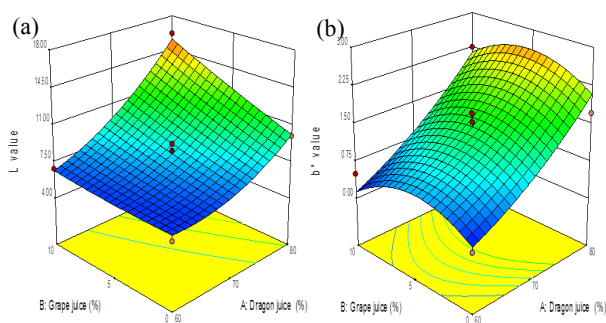 (a)
L value
18.00
14.50
11.00
7.50
4.00
10
5
0
60
70
80
B: Grape juice (%)
A: Dragon juice (%)
(b)
b* value
3.00
2.25
1.50
0.75
0.00
10
5
0
60
70
80
B: Grape juice (%)
A: Dragon juice (%)